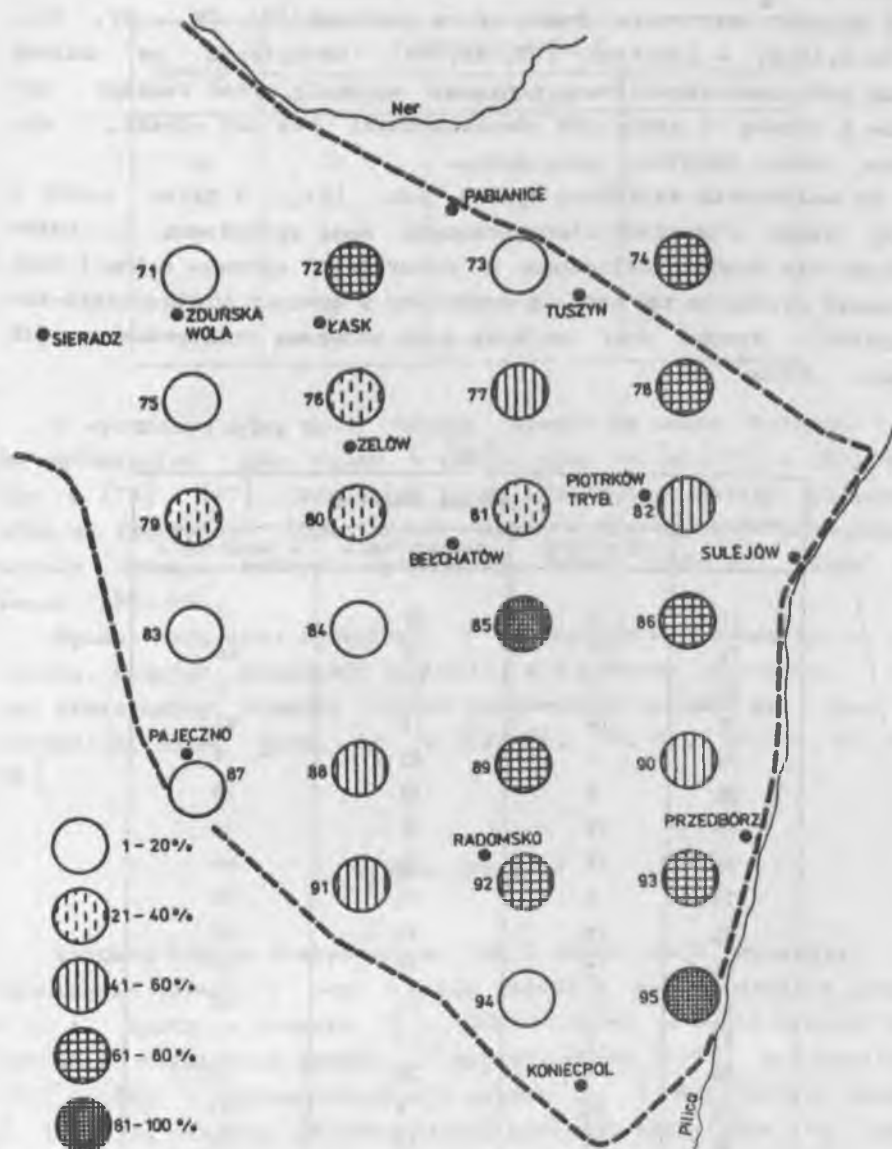 Ner
PABIANICE
71
72
73
74
ZDUŃSKA
WOLA
ŁASK
TUSZYN
SIERADZ
75
76
77
78
ZELÓW
PIOTRKÓW
TRYB.
79
80
81
82
BEŁCHATÓW
SULEJÓW
83
84
85
86
PAJECZNO
87
88
89
90
PRZEDBÓRZ
RADOMSKO
1-20%
91
92
93
21-40%
41-60%
94
95
61-80%
KONIECPOL
Pilica
81-100%